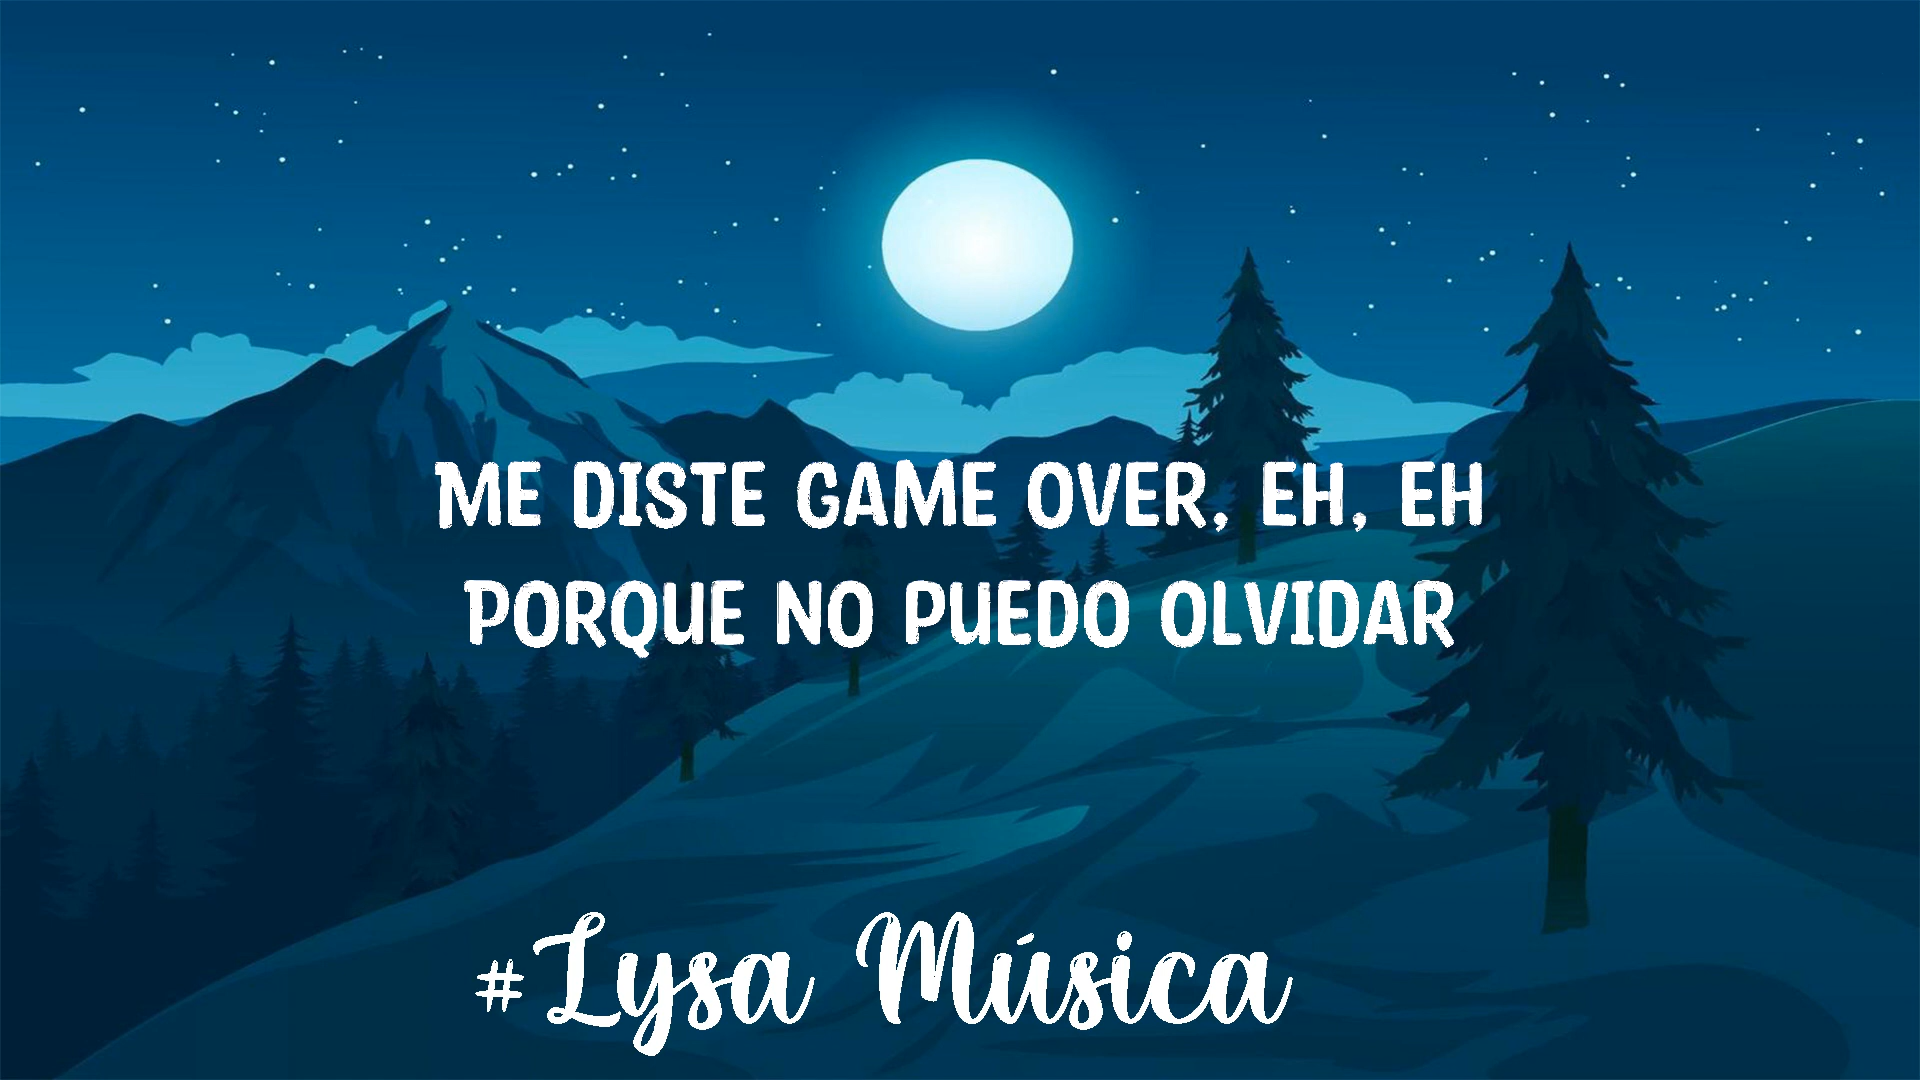 ME DISTE GAME OVER, EH, EH
PORQUE NO PUEDO OLVIDAR
#Lysa Música